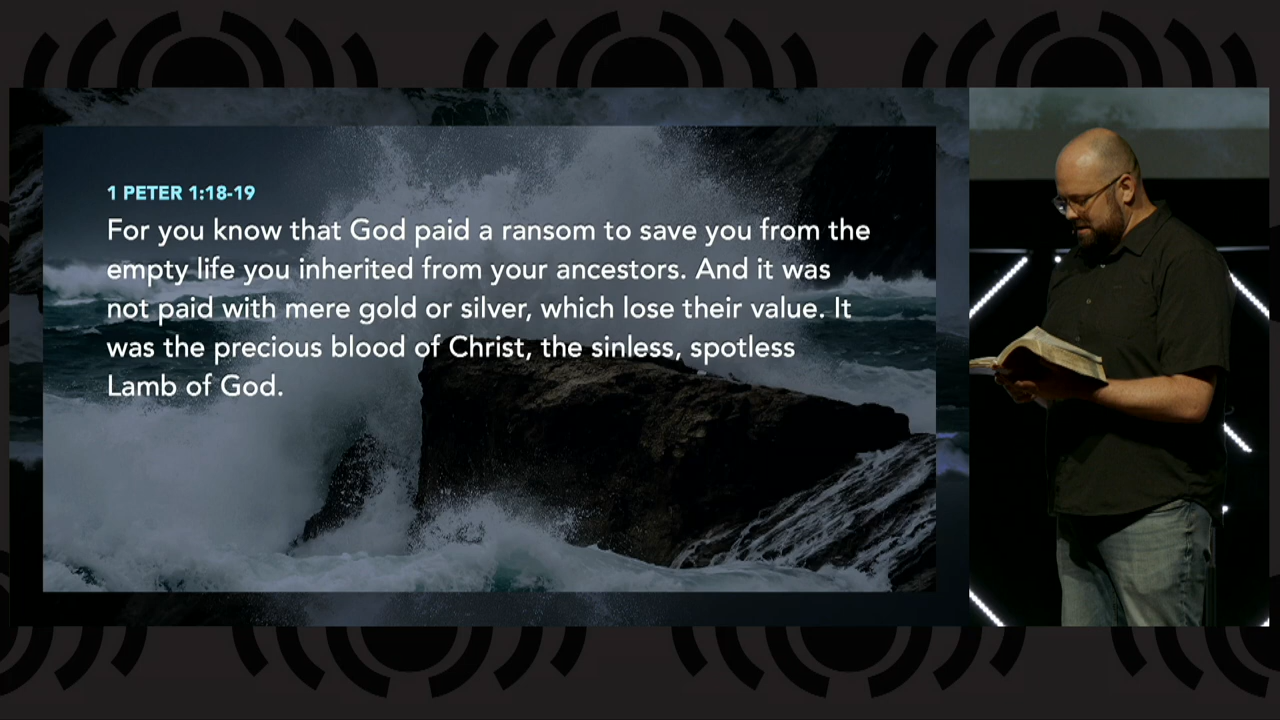 1 PETER 1:18-19
For you know that God paid a ransom to save you from the
empty life you inherited from your ancestors. And it was
not paid with mere gold or silver, which lose their value. It
was the precious blood of Christ, the sinless, spotless
Lamb of God.